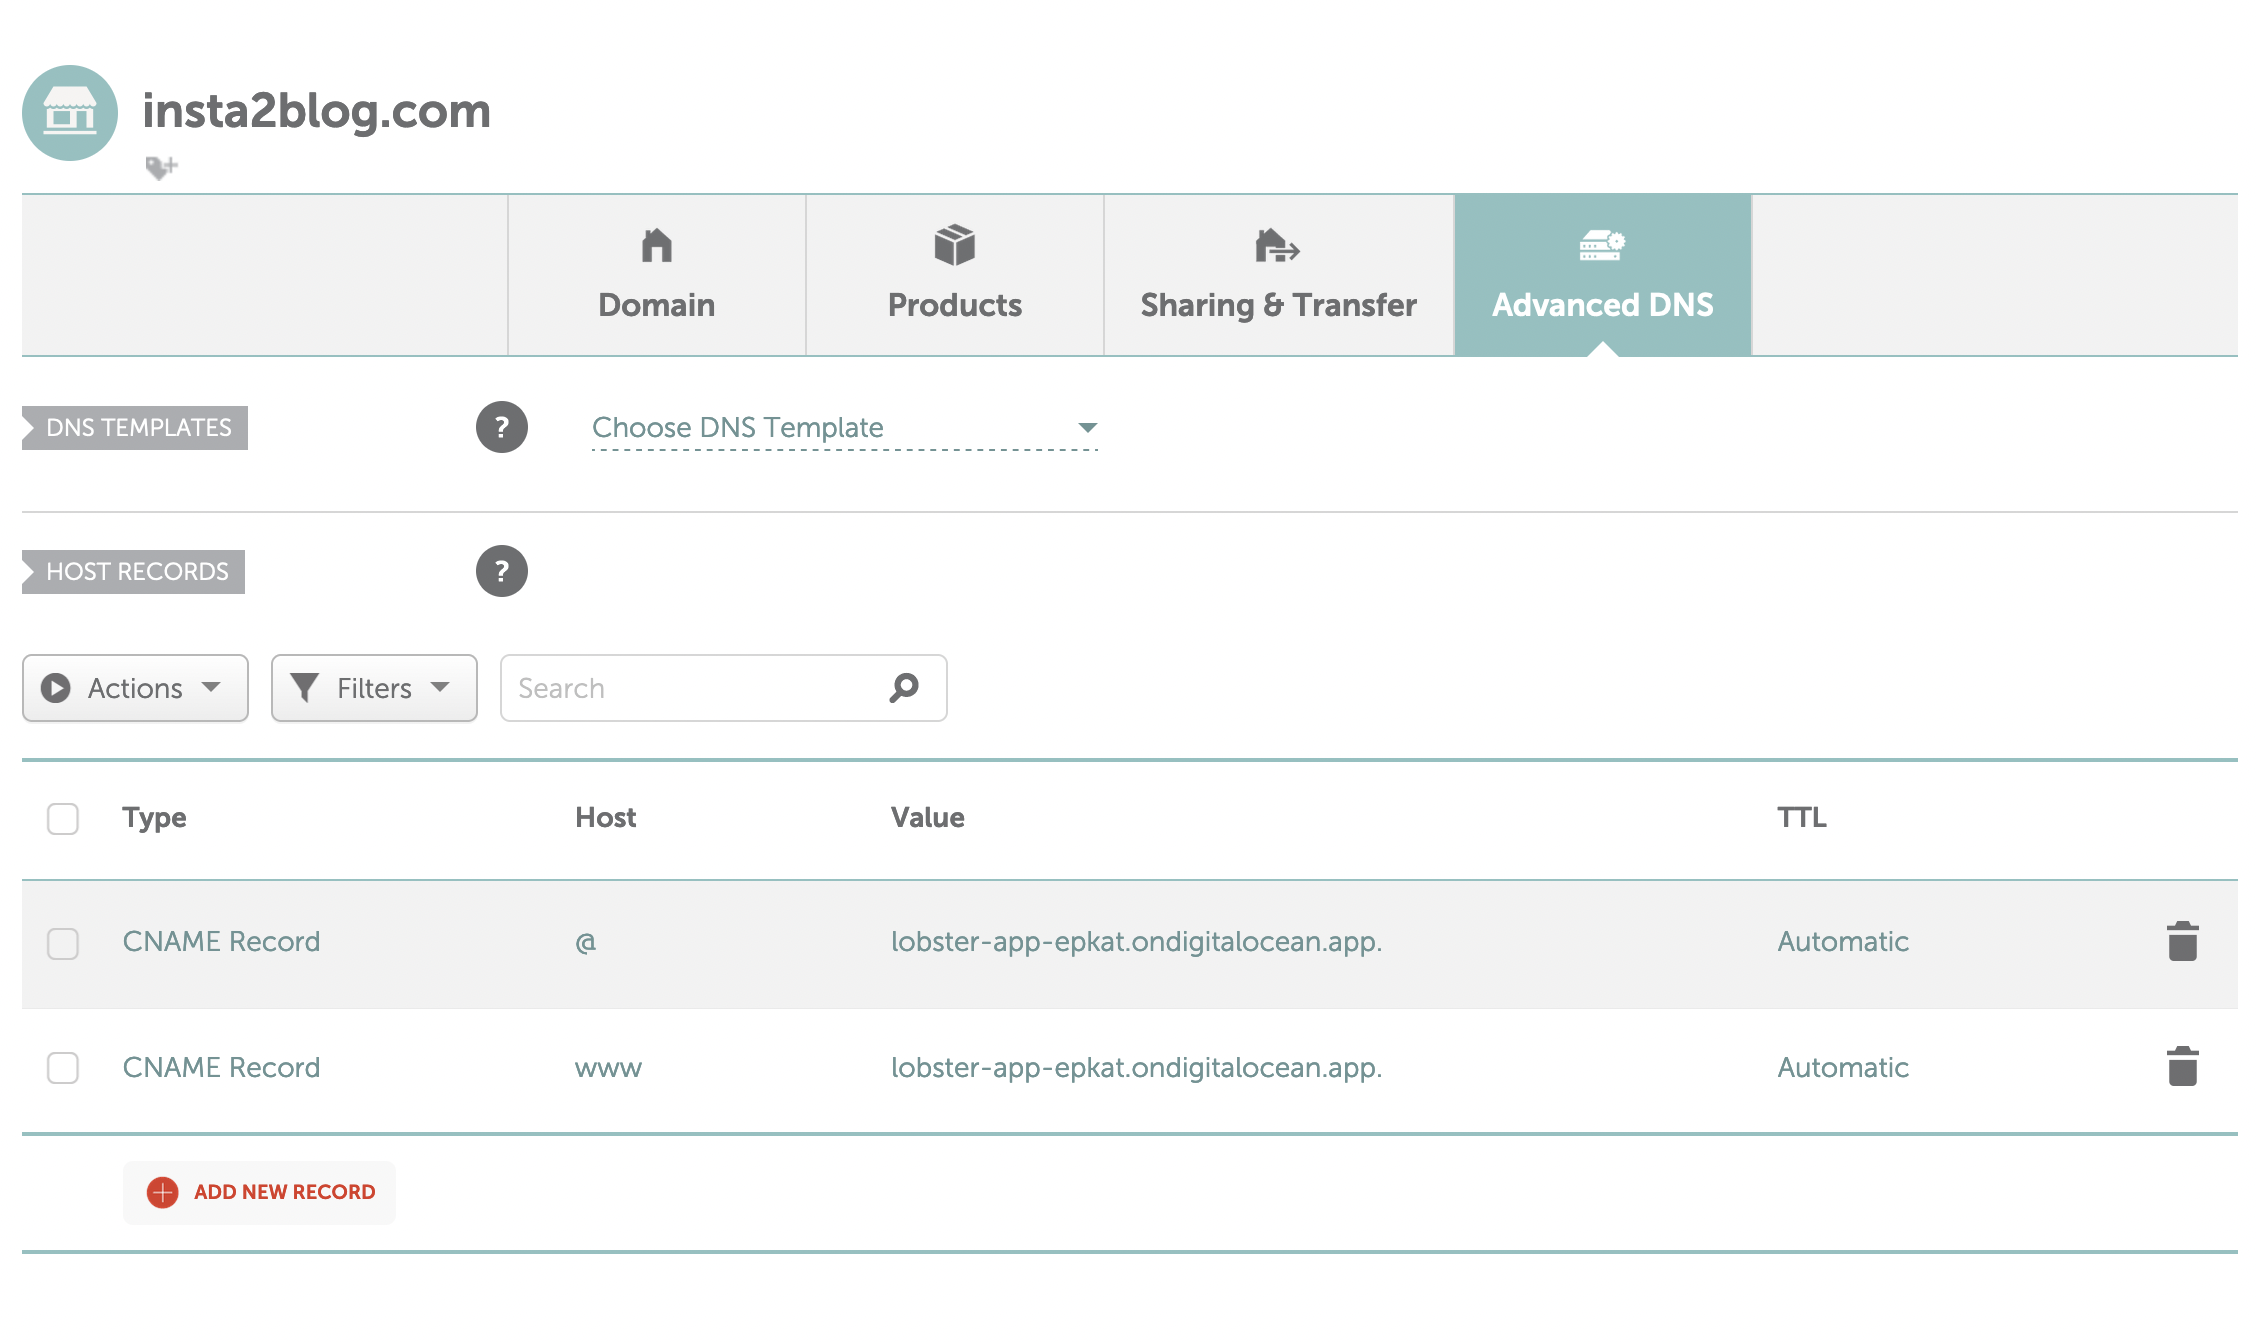 insta2blog.com
Domain
Products
Sharing & Transfer
Advanced DNS
DNS TEMPLATES
?
Choose DNS Template
HOST RECORDS
?
Actions
Filters
Search
Type Host Value TTL
CNAME Record @ lobster-app-epkat.ondigitalocean.app. Automatic
CNAME Record www lobster-app-epkat.ondigitalocean.app. Automatic
ADD NEW RECORD